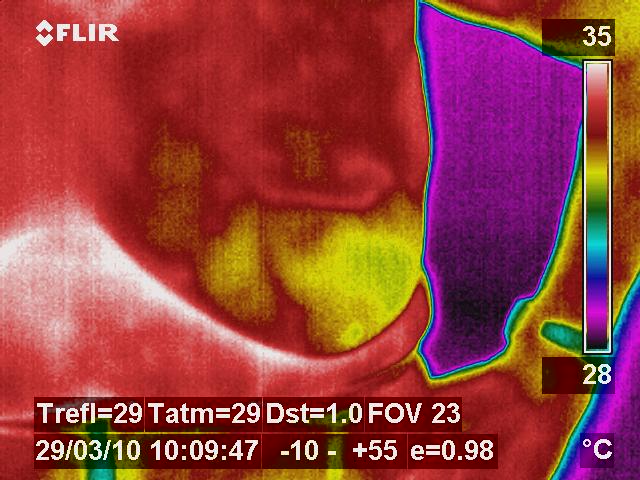 FLIR
35
28
Trefl=29 Tatm=29 Dst=1.0 FOV 23
29/03/10 10:09:47 -10 - +55 e=0.98
°C